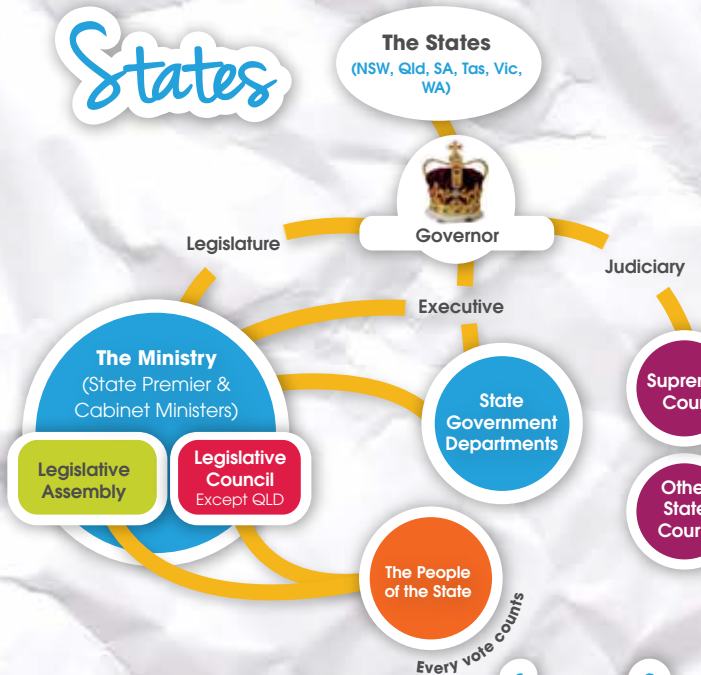 States
The States
(NSW, Qld, SA, Tas, Vic,
WA)
Governor
Legislature
Executive
Judiciary
The Ministry
(State Premier &
Cabinet Ministers)
Legislative
Assembly
Legislative
Council
Except QLD
State
Government
Departments
The People
of the State
Every vote counts